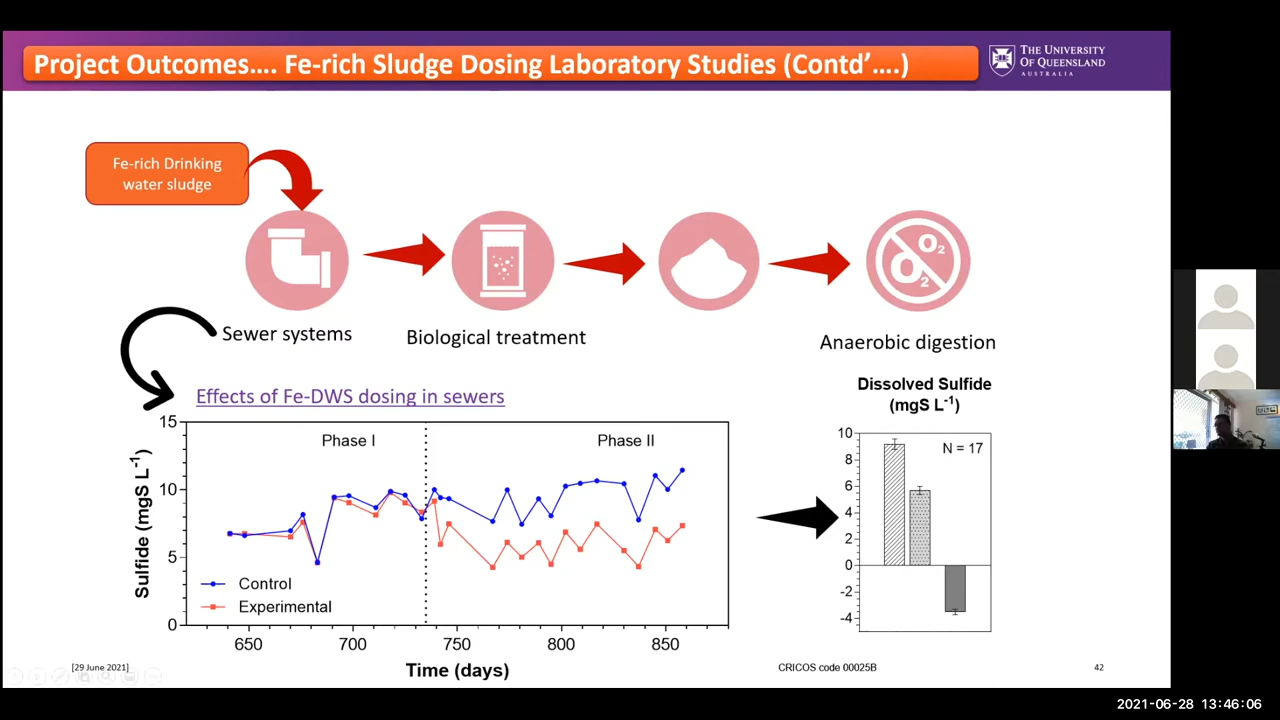 Project Outcomes…. Fe-rich Sludge Dosing Laboratory Studies (Contd'….)
THE UNIVERSITY
OF QUEENSLAND
AUSTRALIA
Fe-rich Drinking
water sludge
O₂
O₂
Sewer systems
Biological treatment
Anaerobic digestion
Effects of Fe-DWS dosing in sewers
15
10
5
0
Sulfide (mgS L⁻¹)
Phase I
Phase II
Control
Experimental
650
700
750
800
850
Time (days)
Dissolved Sulfide
(mgS L⁻¹)
10
8
6
4
2
0
-2
-4
N = 17
[29 June 2021]
CRICOS code 00025B
42
2021-06-28 13:46:06